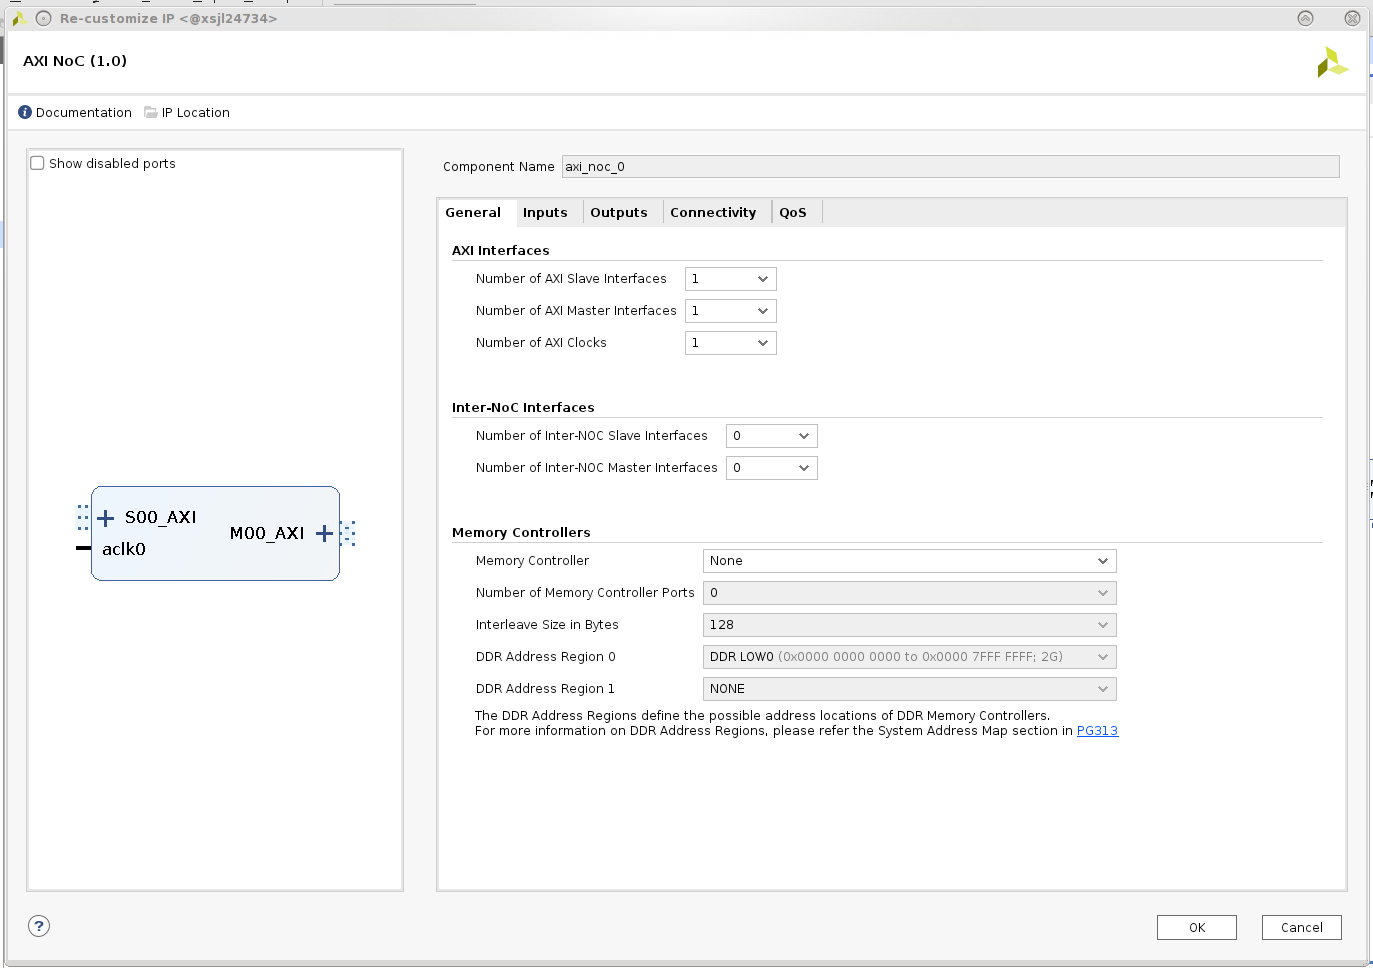 Re-customize IP <@xsjl24734>
AXI NoC (1.0)
Documentation IP Location
Show disabled ports
S00_AXI
aclk0
M00_AXI
Component Name axi_noc_0
General Inputs Outputs Connectivity QoS
AXI Interfaces
Number of AXI Slave Interfaces 1
Number of AXI Master Interfaces 1
Number of AXI Clocks 1
Inter-NoC Interfaces
Number of Inter-NOC Slave Interfaces 0
Number of Inter-NOC Master Interfaces 0
Memory Controllers
Memory Controller None
Number of Memory Controller Ports 0
Interleave Size in Bytes 128
DDR Address Region 0 DDR LOW0 (0x0000 0000 0000 to 0x0000 7FFF FFFF; 2G)
DDR Address Region 1 NONE
The DDR Address Regions define the possible address locations of DDR Memory Controllers.
For more information on DDR Address Regions, please refer the System Address Map section in PG313
? OK Cancel